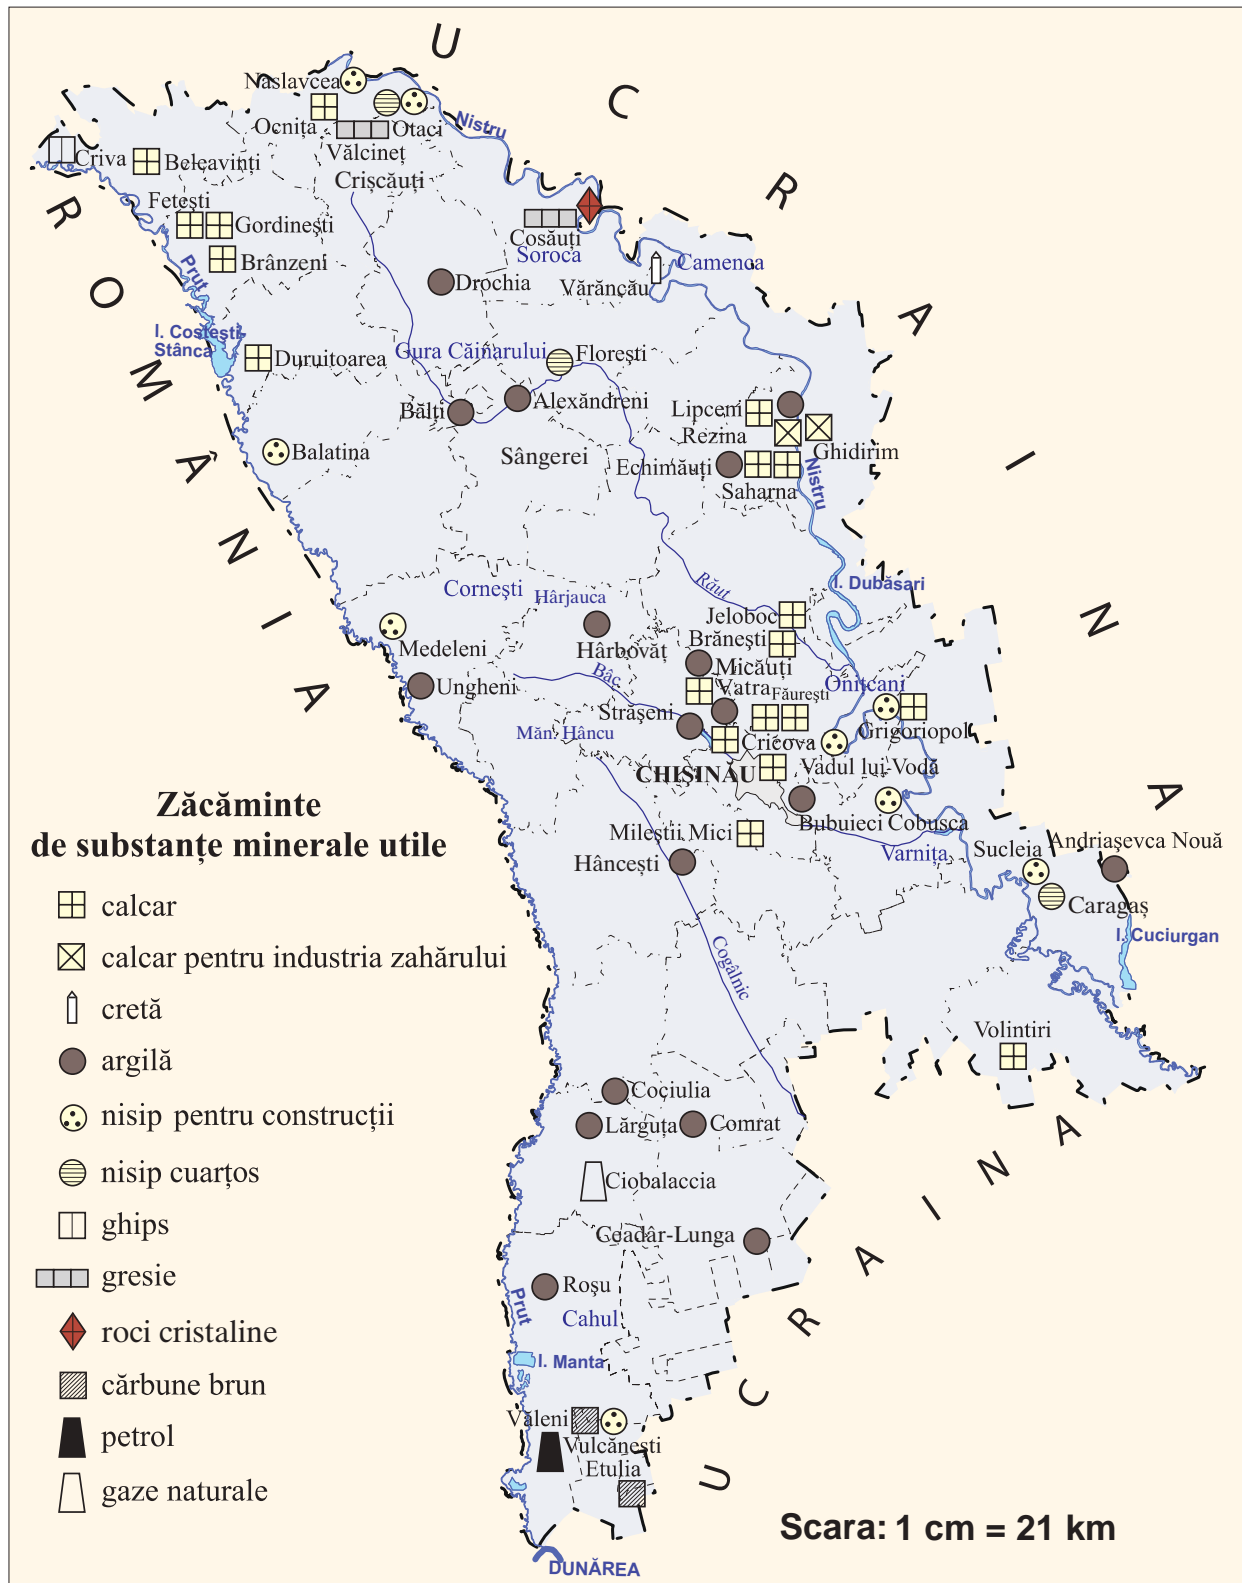 U
C
R
A
I
N
A
R
O
M
Â
N
I
A
Naslavcea
Ocnița
Otaci
Nistru
Vălcineț
Crișcăuți
Criva
Beleavinți
Fetești
Gordinești
Brânzeni
Prut
Cosăuți
Soroca
Camenca
Vărăncău
Drochia
l. Costești-
Stânca
Duruitoarea
Gura Căinarului
Florești
Bălți
Alexăndreni
Lipceni
Rezina
Ghidirim
Balatina
Sângerei
Echimăuți
Saharna
Nistru
Răut
l. Dubăsari
Cornești
Hârjauca
Hârbovăț
Jeloboc
Brănești
Micăuți
Medeleni
Ungheni
Bâc
Vatra
Făurești
Onițcani
Strășeni
Cricova
Grigoriopol
Măn. Hâncu
CHIȘINĂU
Vadul lui Vodă
Bubuieci
Cobusca
Milești Mici
Hâncești
Varnița
Sucleia
Andriașevca Nouă
Caragaș
l. Cuciurgan
Cogâlnic
Volintiri
Cociulia
Lărguța
Comrat
Ciobalaccia
Ceadâr-Lunga
Roșu
Prut
Cahul
l. Manta
Văleni
Vulcănești
Etulia
DUNĂREA
U
C
R
A
I
N
A
Zăcăminte
de substanțe minerale utile
calcar
calcar pentru industria zahărului
cretă
argilă
nisip pentru construcții
nisip cuarțos
ghips
gresie
roci cristaline
cărbune brun
petrol
gaze naturale
Scara: 1 cm = 21 km